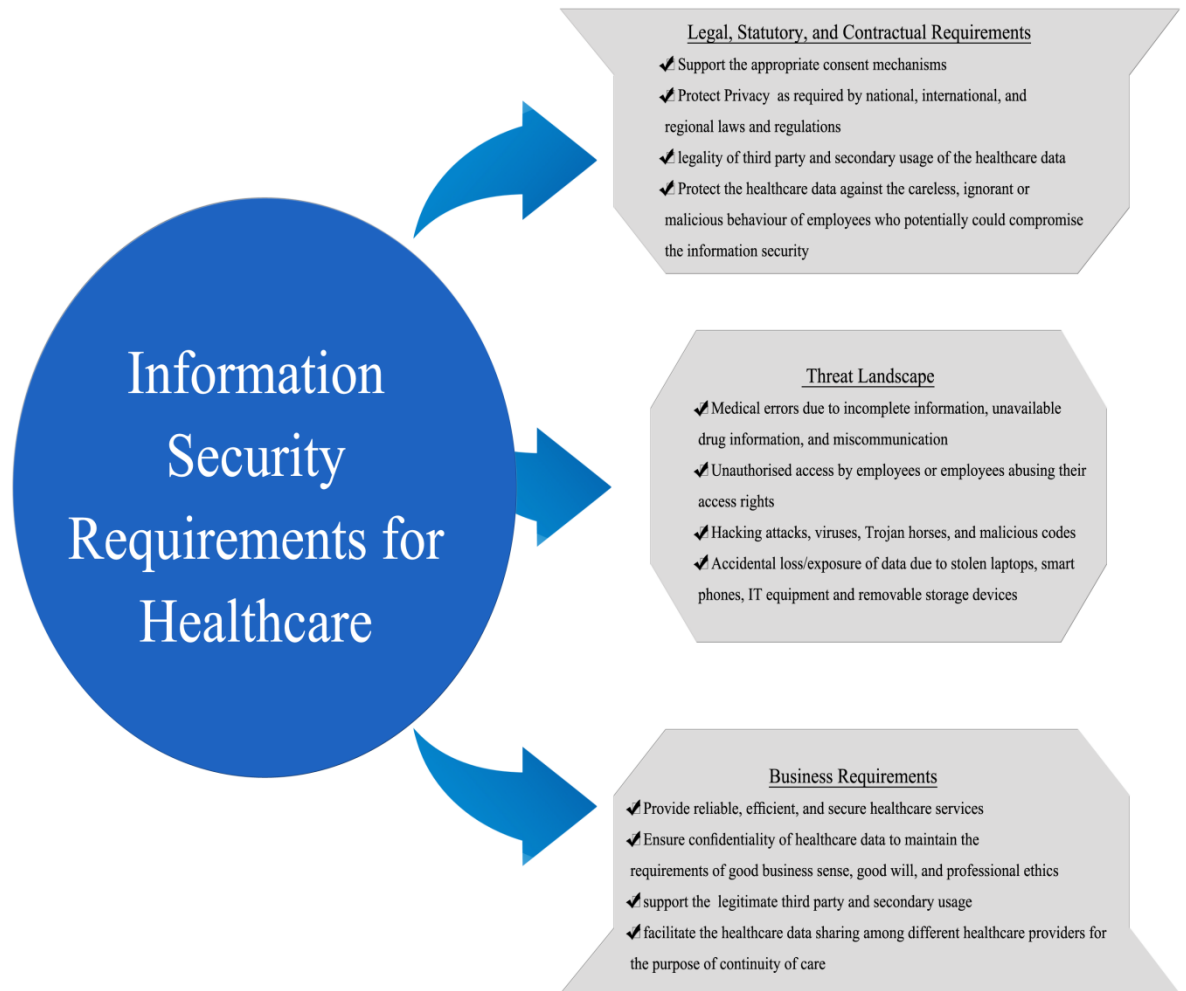 Information
Security
Requirements for
Healthcare
Legal, Statutory, and Contractual Requirements
✔ Support the appropriate consent mechanisms
✔ Protect Privacy as required by national, international, and
regional laws and regulations
✔ legality of third party and secondary usage of the healthcare data
✔ Protect the healthcare data against the careless, ignorant or
malicious behaviour of employees who potentially could compromise
the information security
Threat Landscape
✔ Medical errors due to incomplete information, unavailable
drug information, and miscommunication
✔ Unauthorised access by employees or employees abusing their
access rights
✔ Hacking attacks, viruses, Trojan horses, and malicious codes
✔ Accidental loss/exposure of data due to stolen laptops, smart
phones, IT equipment and removable storage devices
Business Requirements
✔ Provide reliable, efficient, and secure healthcare services
✔ Ensure confidentiality of healthcare data to maintain the
requirements of good business sense, good will, and professional ethics
✔ support the legitimate third party and secondary usage
✔ facilitate the healthcare data sharing among different healthcare providers for
the purpose of continuity of care